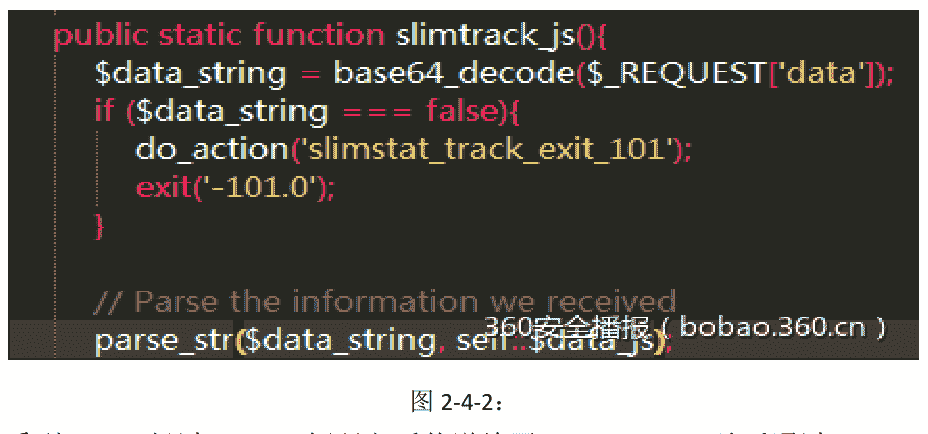 public static function slimtrack_js(){
$data_string = base64_decode($_REQUEST['data']);
if ($data_string === false){
do_action('slimstat_track_exit_101');
exit('-101.0');
}
// Parse the information we received
parse_str($data_string, self::$data_js);
360安全播报（bobao.360.cn）
图 2-4-2：